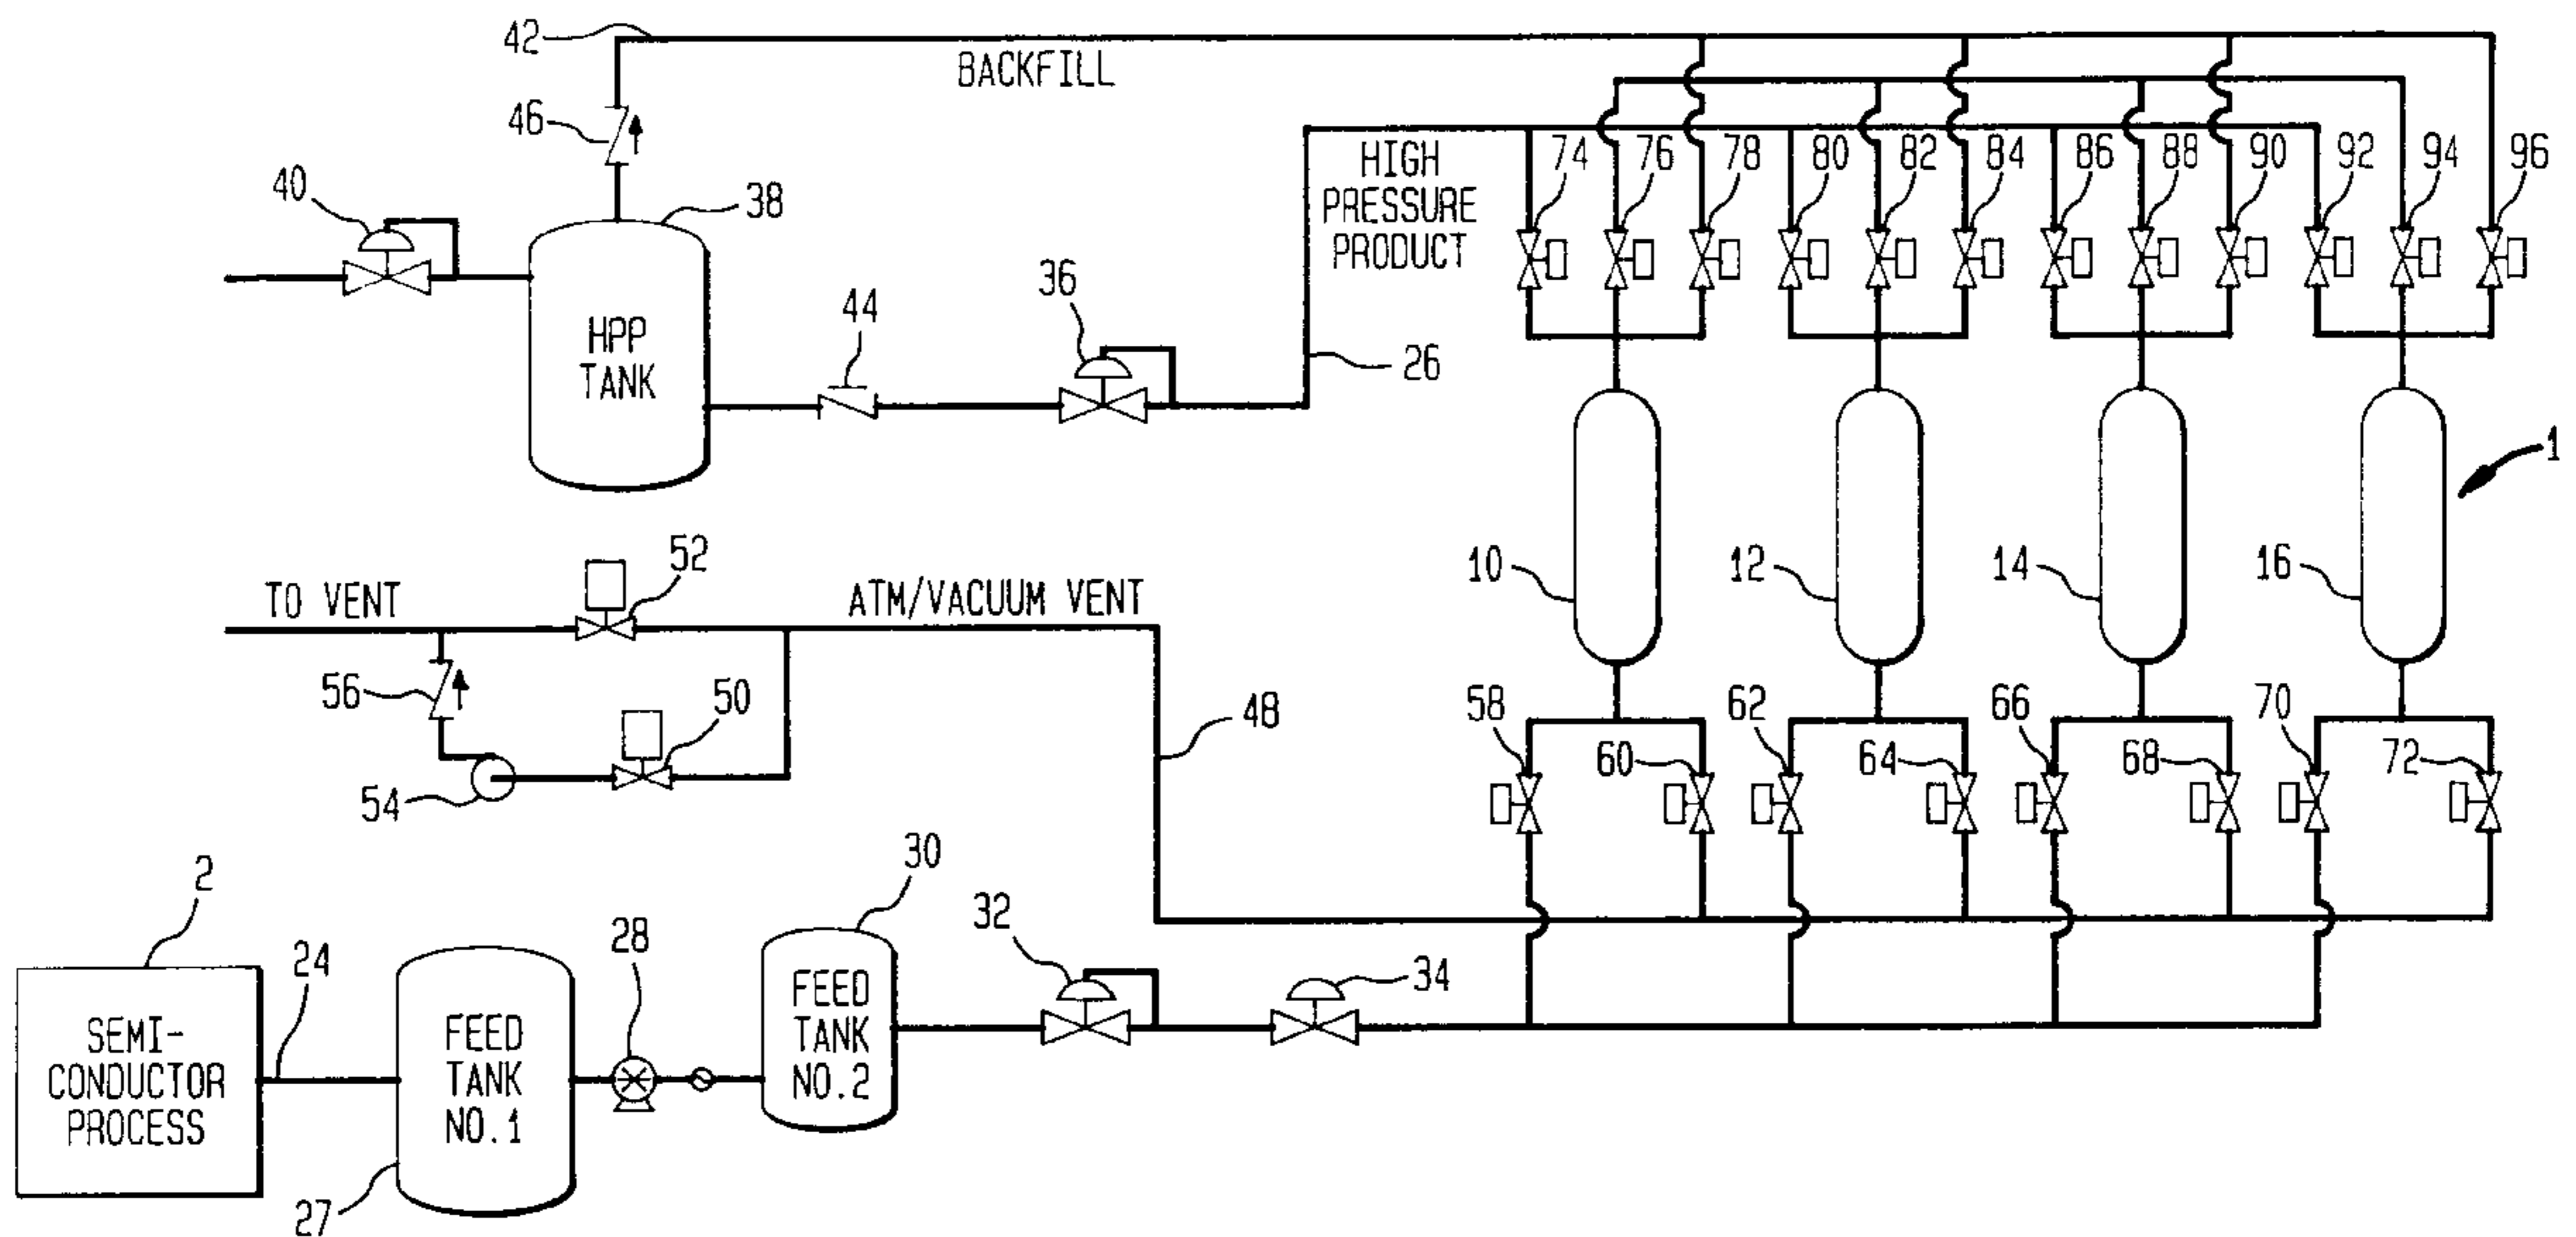 42
BACKFILL
46
40
38
HPP
TANK
44
36
26
HIGH
PRESSURE
PRODUCT
74
76
78
80
82
84
86
88
90
92
94
96
1
10
12
14
16
TO VENT
52
ATM/VACUUM VENT
56
50
54
48
58
60
62
64
66
68
70
72
2
24
SEMI-
CONDUCTOR
PROCESS
FEED
TANK
NO.1
27
28
30
FEED
TANK
NO.2
32
34